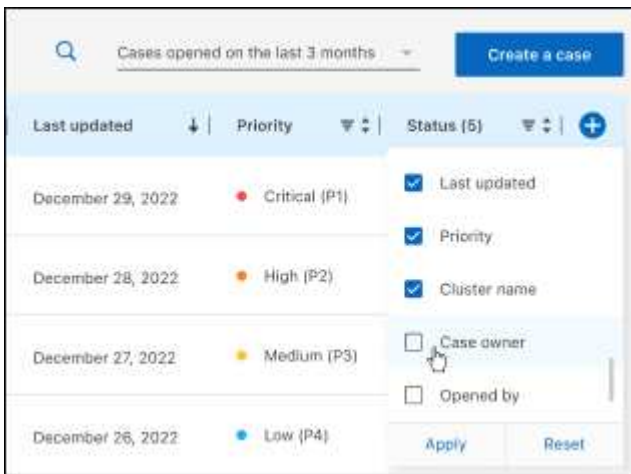 Cases opened on the last 3 months
Create a case
Last updated
Priority
Status (5)
December 29, 2022
Critical (P1)
December 28, 2022
High (P2)
December 27, 2022
Medium (P3)
December 26, 2022
Low (P4)
Last updated
Priority
Cluster name
Case owner
Opened by
Apply
Reset